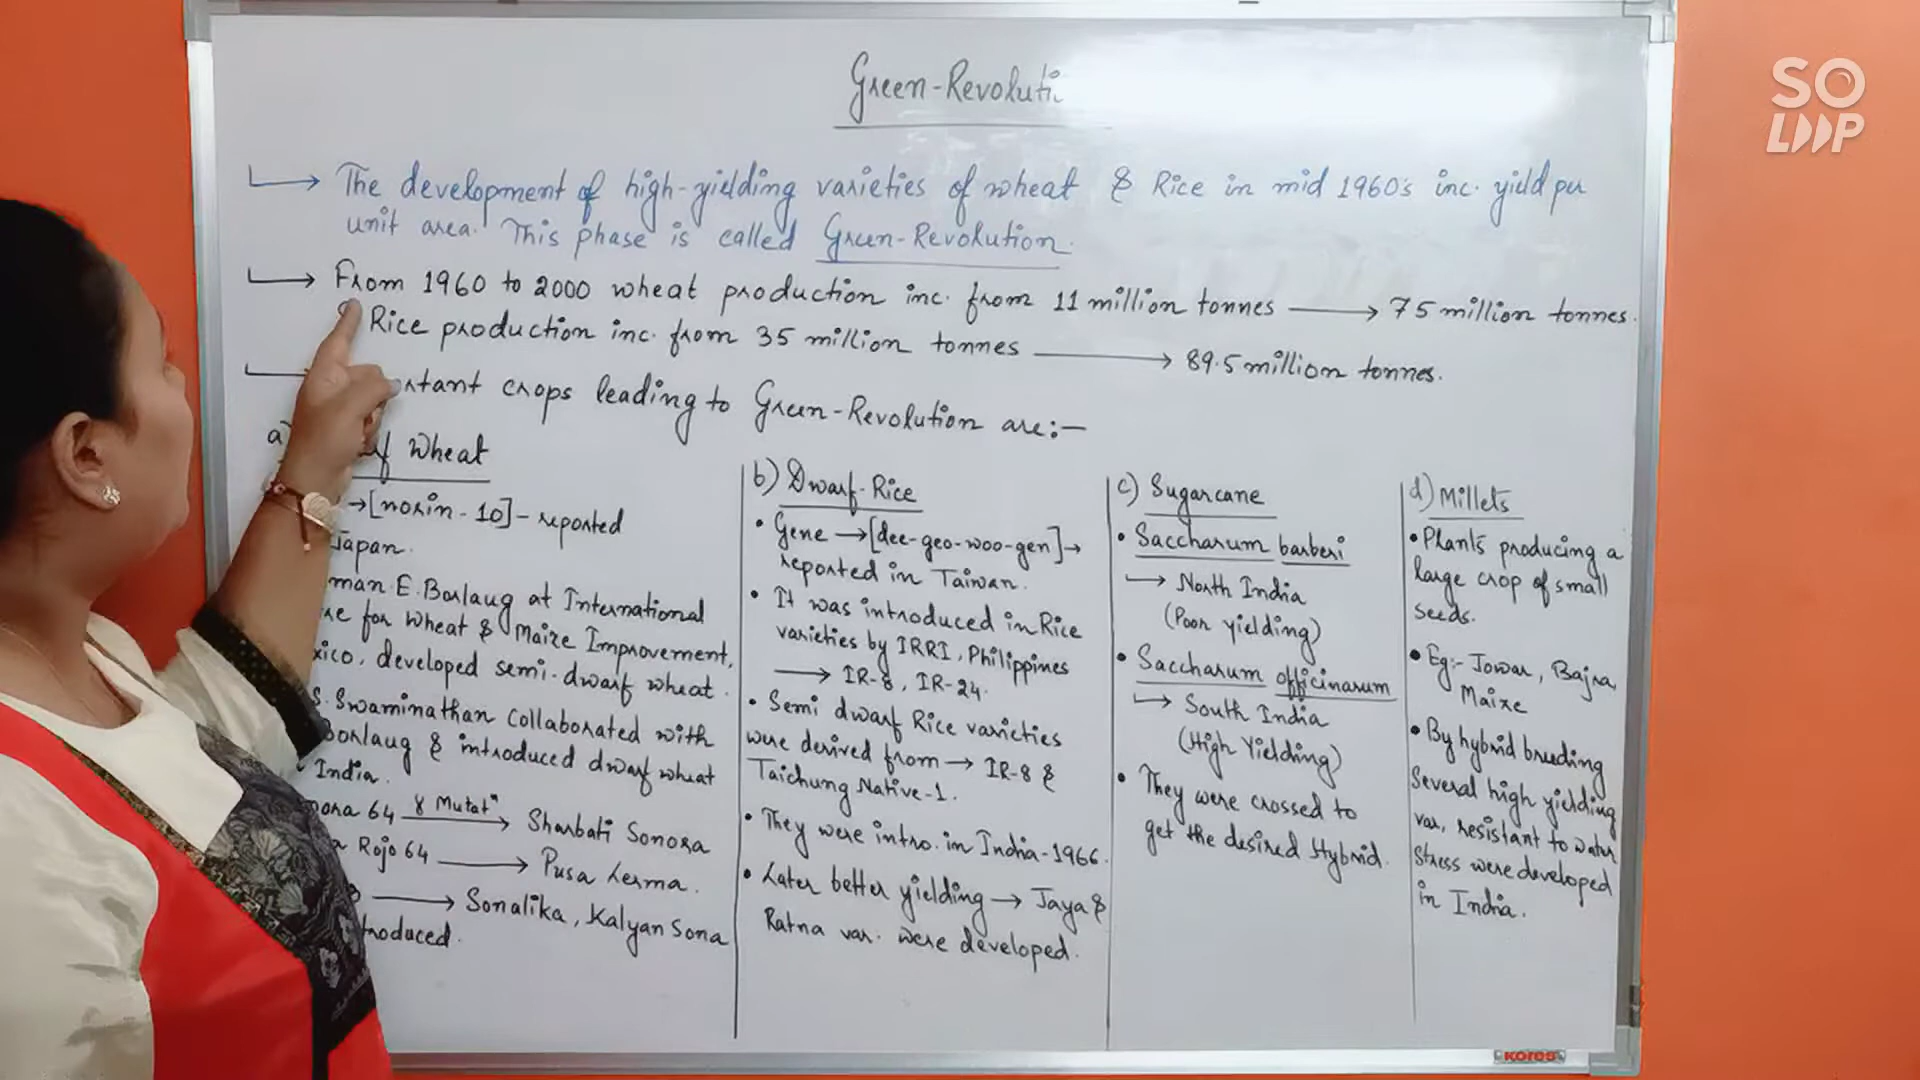 Green-Revoluti
SO
LOOP
The development of high-yielding varieties of wheat & Rice in mid 1960's inc. yield per
unit area. This phase is called Green-Revolution.
From 1960 to 2000 wheat production inc. from 11 million tonnes → 75 million tonnes.
Rice production inc. from 35 million tonnes → 89.5 million tonnes.
rtant crops leading to Green-Revolution are:-
a) f Wheat
→ [norin-10] - reported
Japan.
man E. Borlaug at International
re for Wheat & Maize Improvement,
xico, developed semi-dwarf wheat.
S. Swaminathan collaborated with
Borlaug & introduced dwarf wheat
India.
nora 64 γ Mutatⁿ → Sharbati Sonora
a Rojo 64 → Pusa Lerma.
→ Sonalika, Kalyan Sona
troduced.
b) Dwarf-Rice
• Gene → [dee-geo-woo-gen] →
reported in Taiwan.
• It was introduced in Rice
varieties by IRRI, Philippines
→ IR-8, IR-24.
• Semi dwarf Rice varieties
were derived from → IR-8 &
Taichung Native-1.
• They were intro. in India-1966.
• Later better yielding → Jaya &
Ratna var. were developed.
c) Sugarcane
• Saccharum barberi
→ North India
(Poor yielding)
• Saccharum officinarum
→ South India
(High Yielding)
• They were crossed to
get the desired Hybrid.
d) Millets
• Plants producing a
large crop of small
seeds.
• Eg:- Jowar, Bajra,
Maize
• By hybrid breeding
Several high yielding
var, resistant to water
stress were developed
in India.
KORES